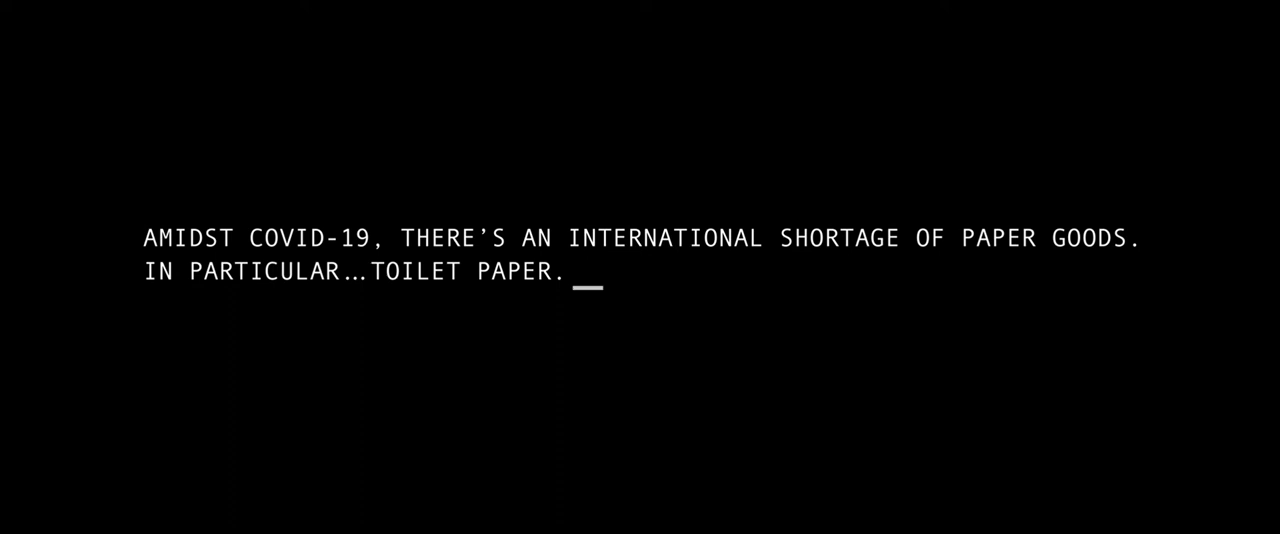 AMIDST COVID-19, THERE’S AN INTERNATIONAL SHORTAGE OF PAPER GOODS.
IN PARTICULAR...TOILET PAPER.